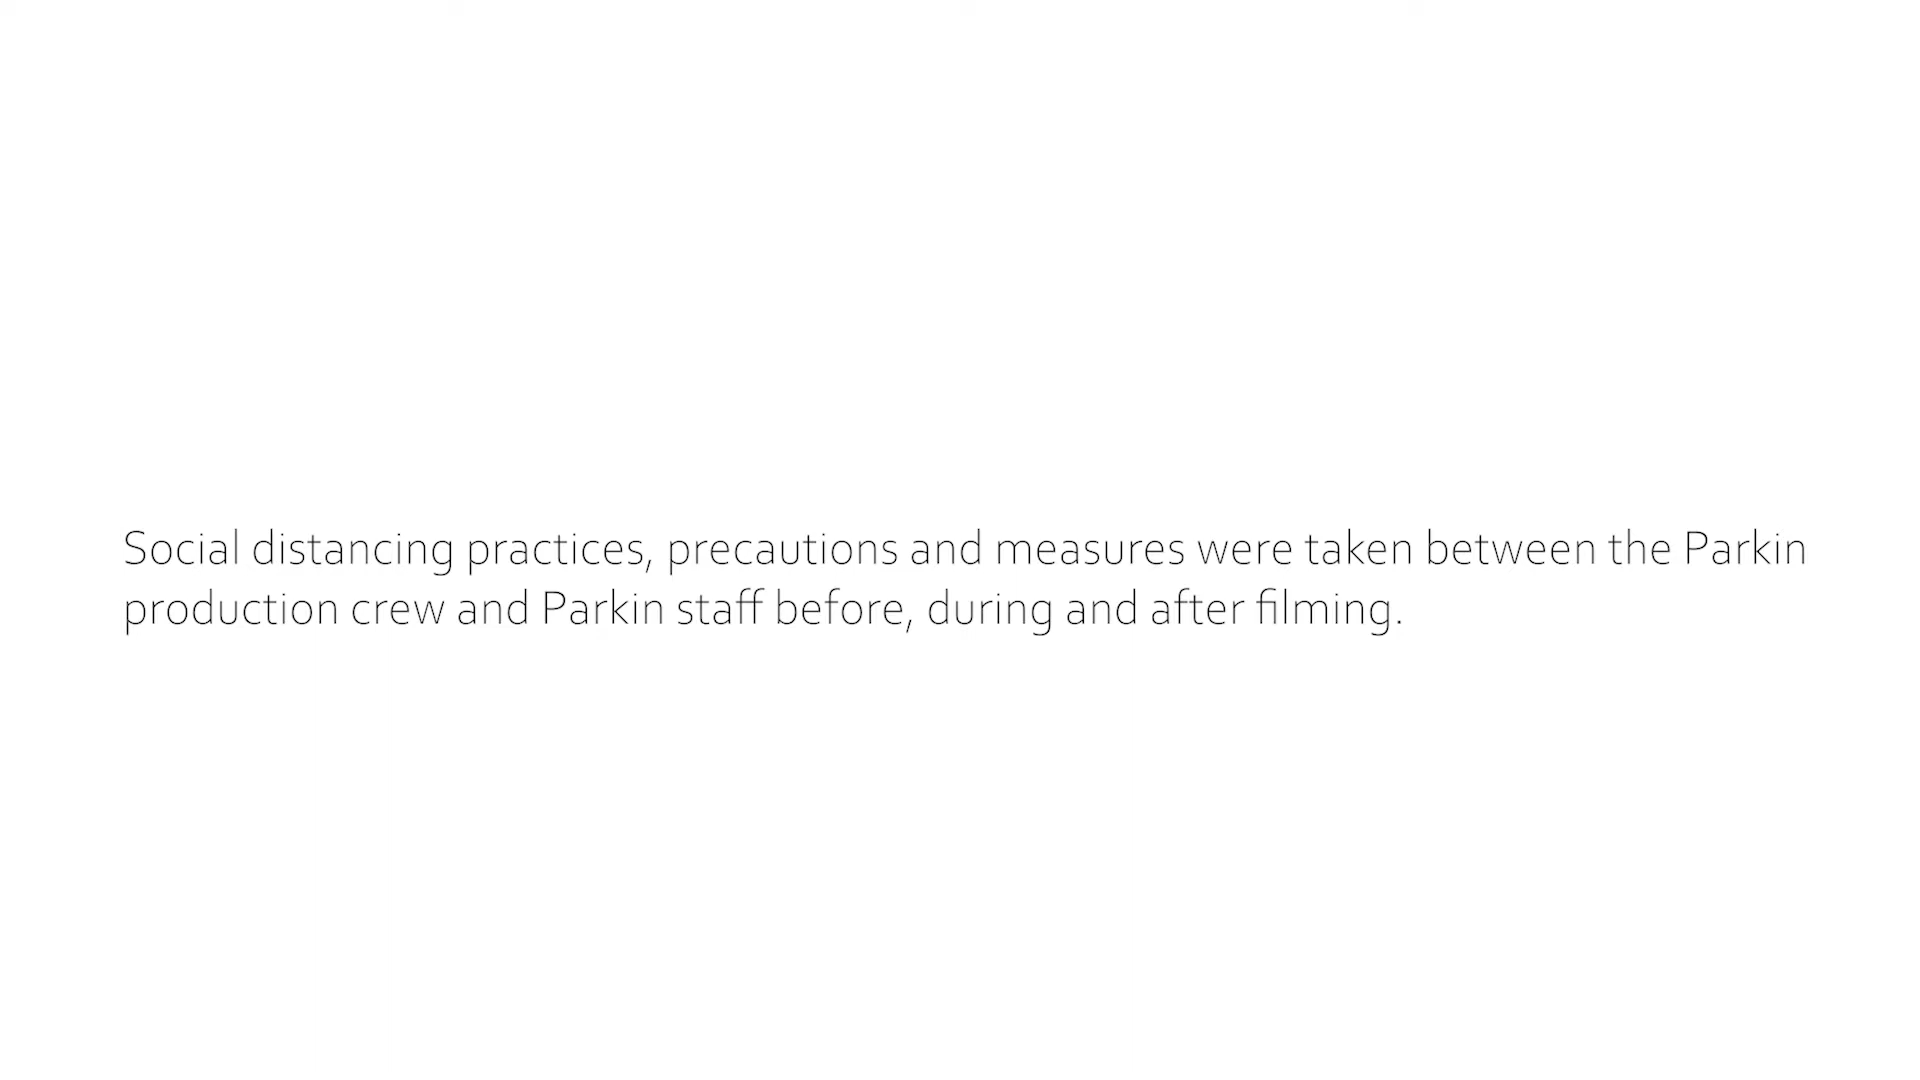 Social distancing practices, precautions and measures were taken between the Parkin
production crew and Parkin staff before, during and after filming.